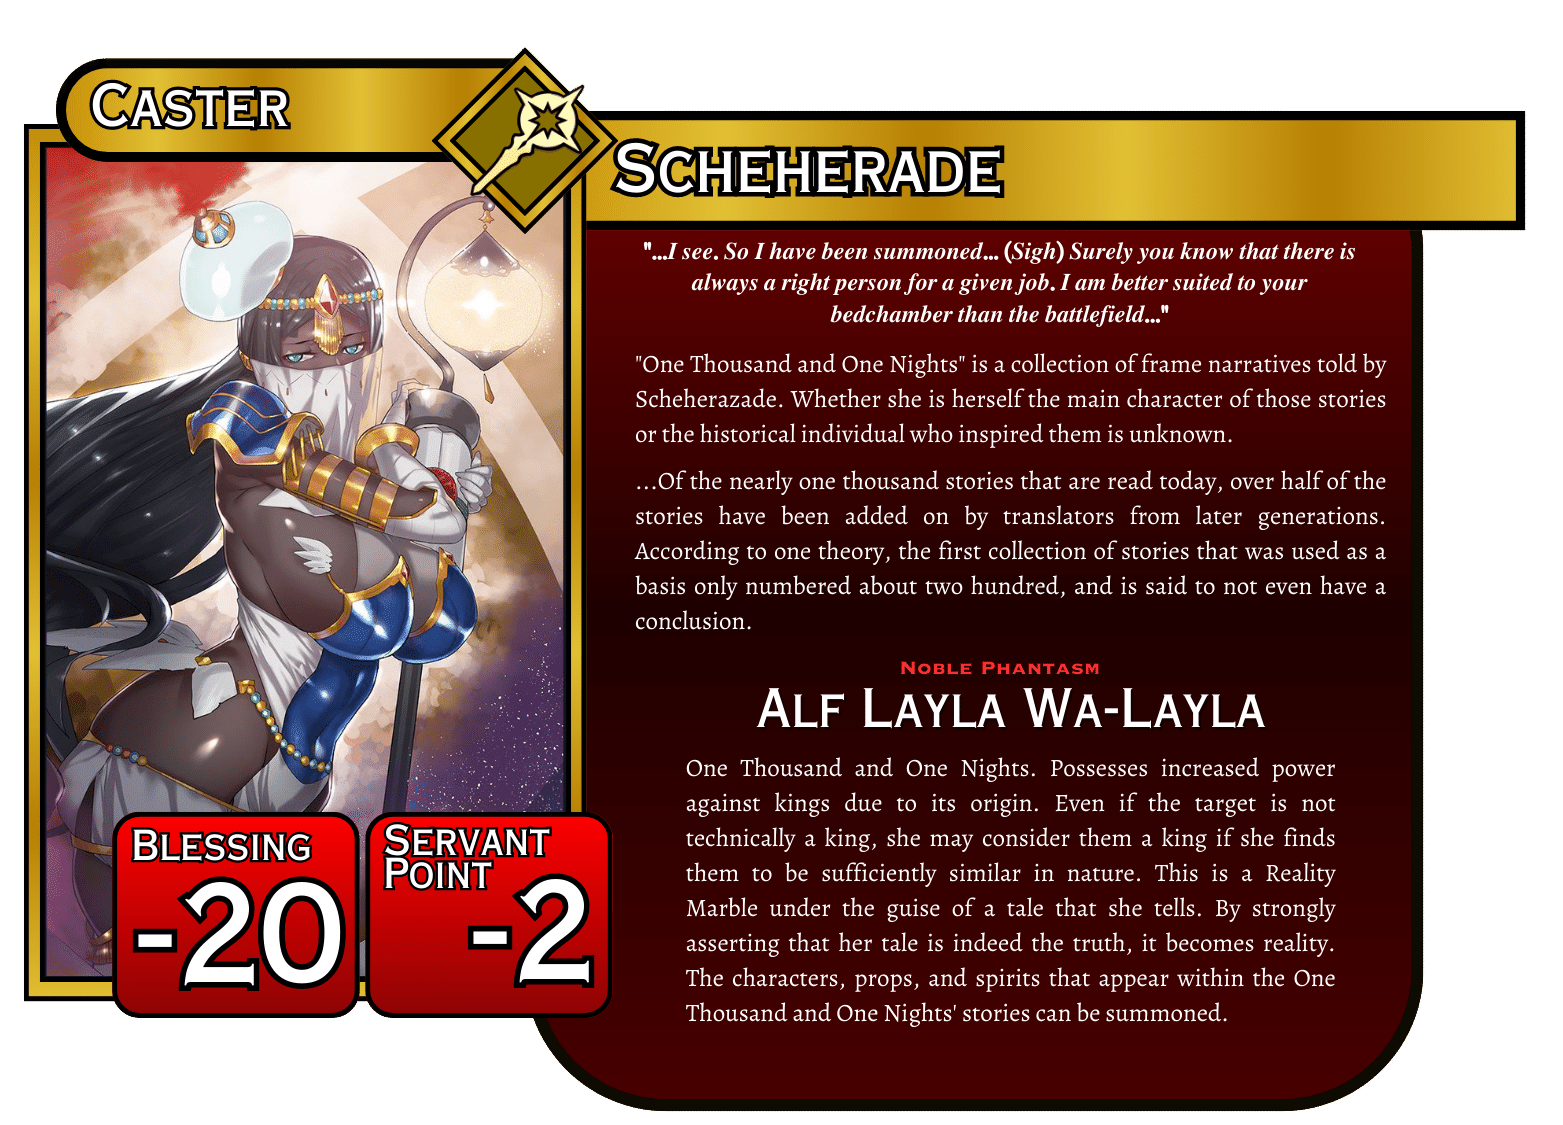 Caster
Scheherade
"...I see. So I have been summoned... (Sigh) Surely you know that there is
always a right person for a given job. I am better suited to your
bedchamber than the battlefield..."
"One Thousand and One Nights" is a collection of frame narratives told by
Scheherazade. Whether she is herself the main character of those stories
or the historical individual who inspired them is unknown.
...Of the nearly one thousand stories that are read today, over half of the
stories have been added on by translators from later generations.
According to one theory, the first collection of stories that was used as a
basis only numbered about two hundred, and is said to not even have a
conclusion.
Noble Phantasm
Alf Layla Wa-Layla
One Thousand and One Nights. Possesses increased power
against kings due to its origin. Even if the target is not
technically a king, she may consider them a king if she finds
them to be sufficiently similar in nature. This is a Reality
Marble under the guise of a tale that she tells. By strongly
asserting that her tale is indeed the truth, it becomes reality.
The characters, props, and spirits that appear within the One
Thousand and One Nights' stories can be summoned.
Blessing
-20
Servant
Point
-2